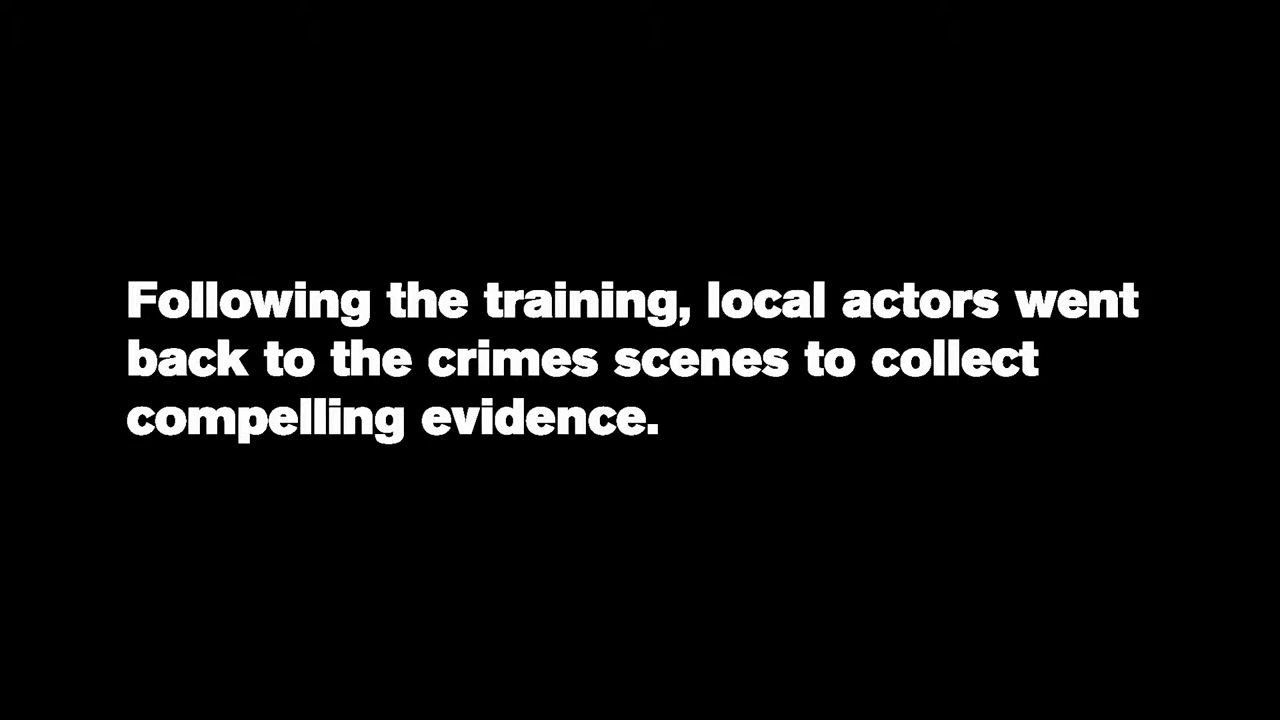 Following the training, local actors went
back to the crimes scenes to collect
compelling evidence.